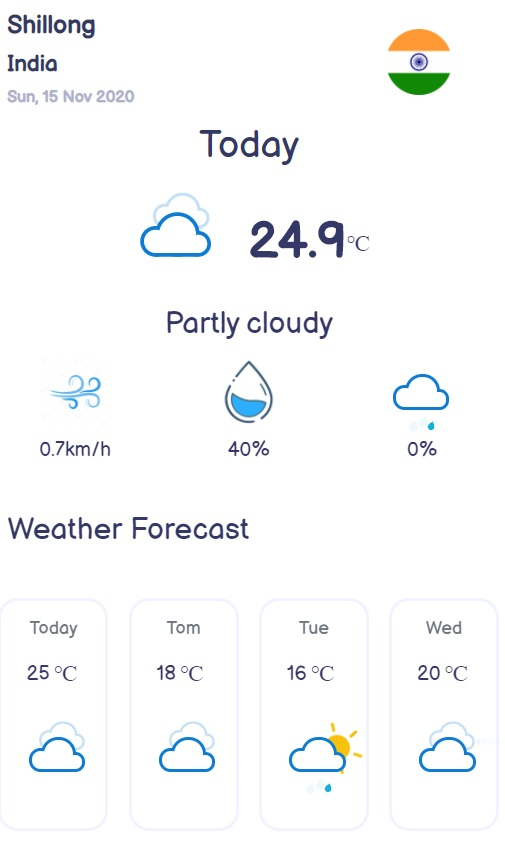 Shillong
India
Sun, 15 Nov 2020
Today
24.9°C
Partly cloudy
0.7km/h 40% 0%
Weather Forecast
Today Tom Tue Wed
25 °C 18 °C 16 °C 20 °C